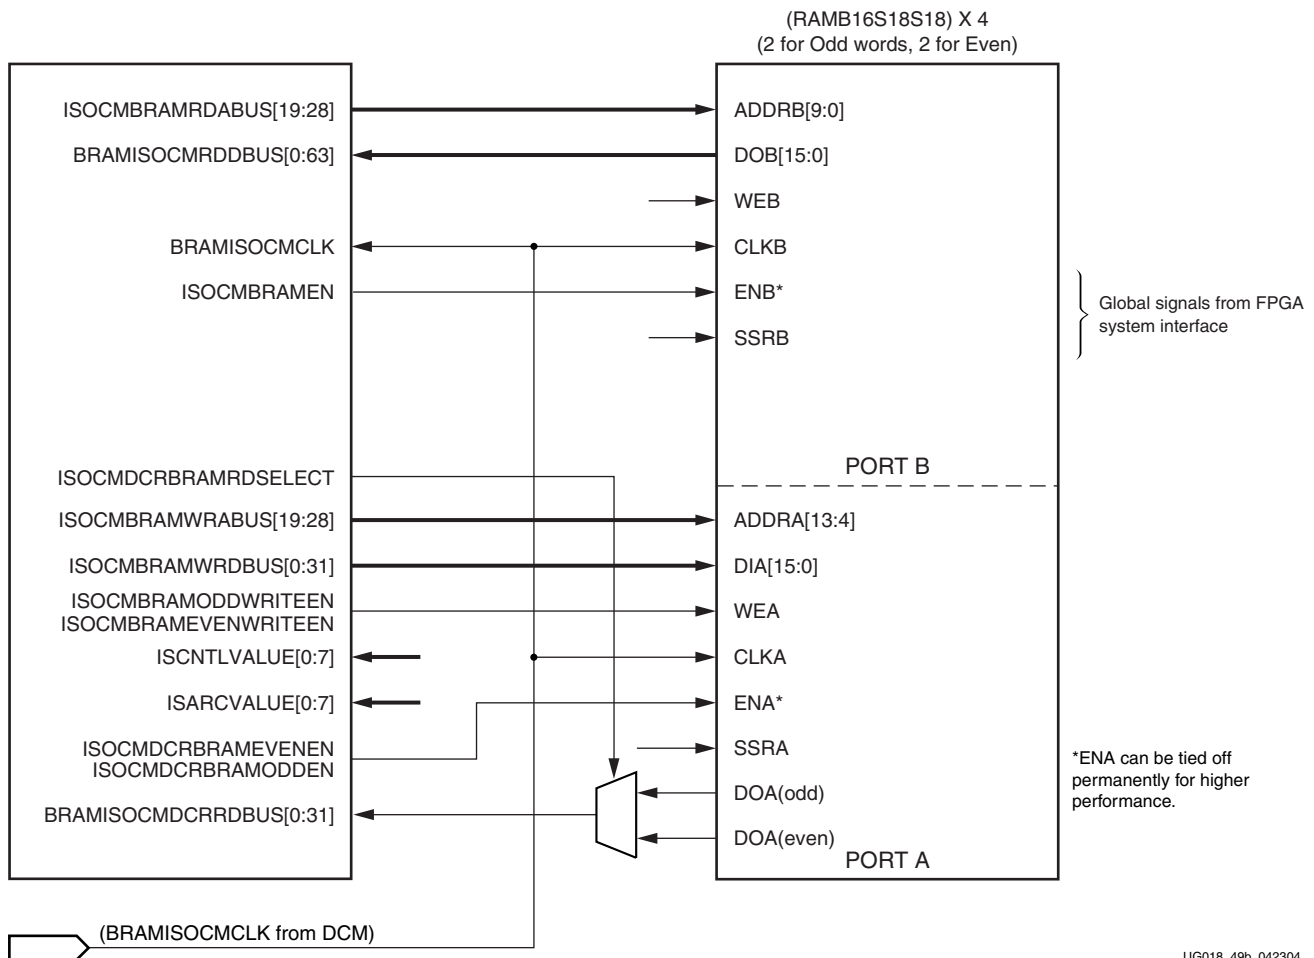 (RAMB16S18S18) X 4
(2 for Odd words, 2 for Even)
ISOCMBRAMRDABUS[19:28]
ADDRB[9:0]
BRAMISOCMRDDBUS[0:63]
DOB[15:0]
WEB
BRAMISOCMCLK
CLKB
ISOCMBRAMEN
ENB*
Global signals from FPGA
system interface
SSRB
PORT B
ISOCMDCRBRAMRDSELECT
ISOCMBRAMWRABUS[19:28]
ADDRA[13:4]
ISOCMBRAMWRDBUS[0:31]
DIA[15:0]
ISOCMBRAMODDWRITEEN
ISOCMBRAMEVENWRITEEN
WEA
ISCNTLVALUE[0:7]
CLKA
ISARCVALUE[0:7]
ENA*
ISOCMDCRBRAMEVENEN
ISOCMDCRBRAMODDEN
SSRA
*ENA can be tied off
permanently for higher
performance.
DOA(odd)
BRAMISOCMDCRRDBUS[0:31]
DOA(even)
PORT A
(BRAMISOCMCLK from DCM)
UG018_49b_042304